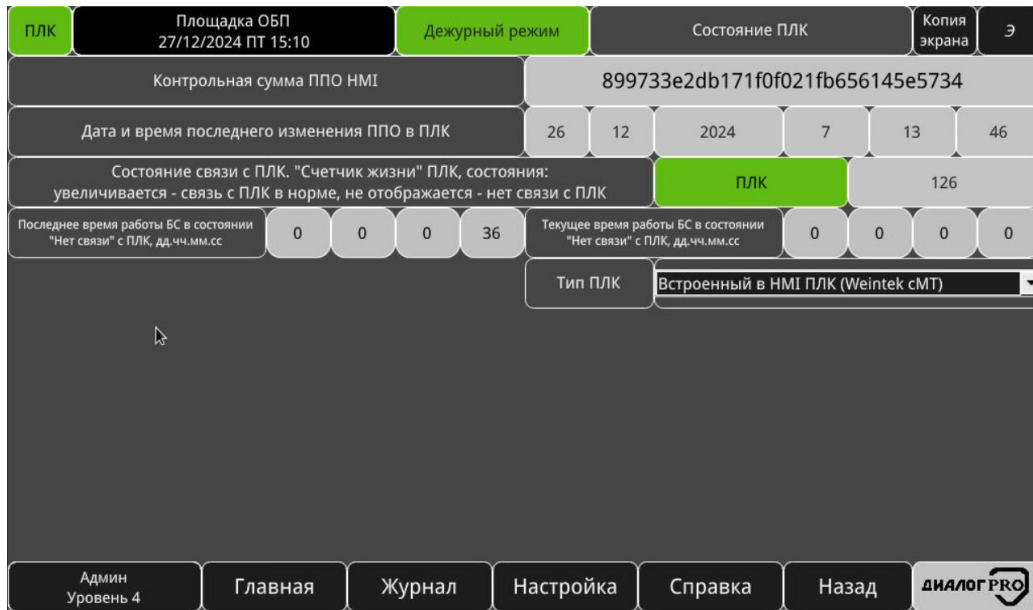 ПЛК
Площадка ОБП
27/12/2024 ПТ 15:10
Дежурный режим
Состояние ПЛК
Копия
экрана
Э
Контрольная сумма ППО HMI
899733e2db171f0f021fb656145e5734
Дата и время последнего изменения ППО в ПЛК
26
12
2024
7
13
46
Состояние связи с ПЛК. "Счетчик жизни" ПЛК, состояния:
увеличивается - связь с ПЛК в норме, не отображается - нет связи с ПЛК
ПЛК
126
Последнее время работы БС в состоянии
"Нет связи" с ПЛК, дд.чч.мм.сс
0
0
0
36
Текущее время работы БС в состоянии
"Нет связи" с ПЛК, дд.чч.мм.сс
0
0
0
0
Тип ПЛК
Встроенный в HMI ПЛК (Weintek cMT)
Админ
Уровень 4
Главная
Журнал
Настройка
Справка
Назад
ДИАЛОГ PRO